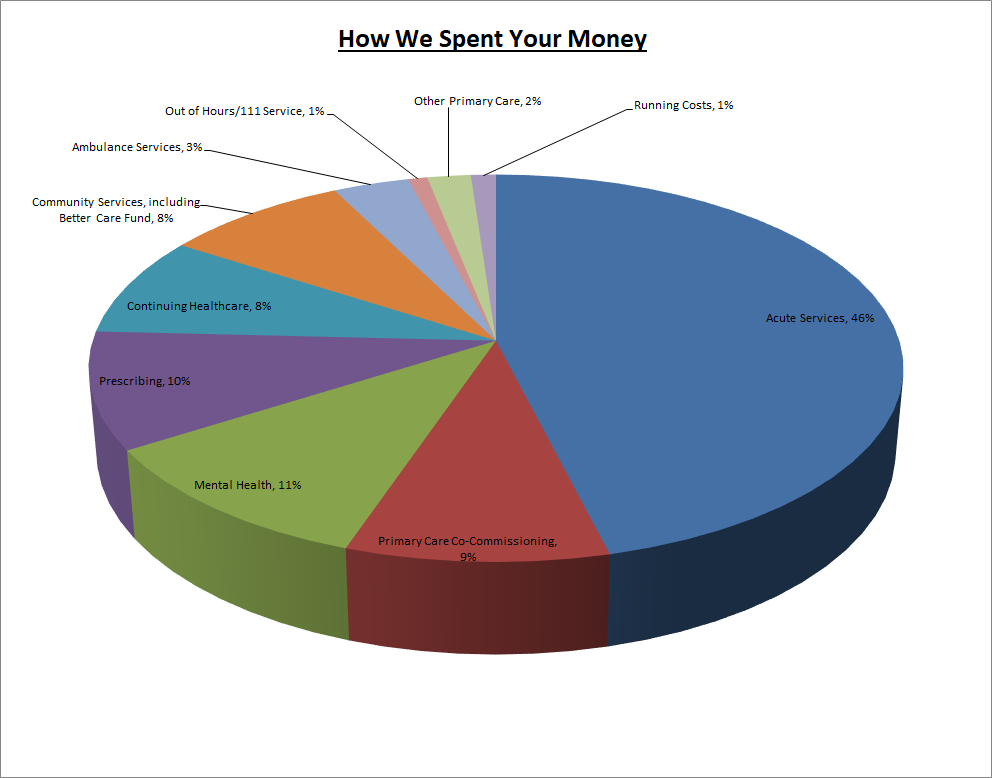 How We Spent Your Money
Other Primary Care, 2%
Running Costs, 1%
Out of Hours/111 Service, 1%
Ambulance Services, 3%
Community Services, including
Better Care Fund, 8%
Continuing Healthcare, 8%
Acute Services, 46%
Prescribing, 10%
Mental Health, 11%
Primary Care Co-Commissioning,
9%